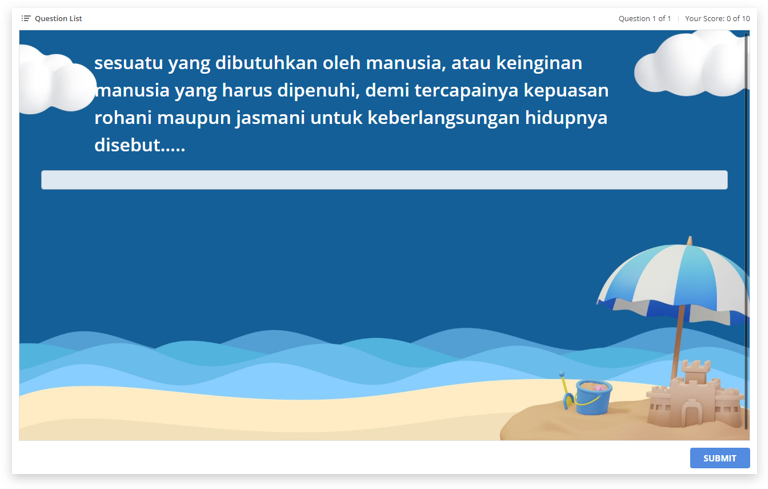 Question List
Question 1 of 1 | Your Score: 0 of 10
sesuatu yang dibutuhkan oleh manusia, atau keinginan
manusia yang harus dipenuhi, demi tercapainya kepuasan
rohani maupun jasmani untuk keberlangsungan hidupnya
disebut.....
SUBMIT